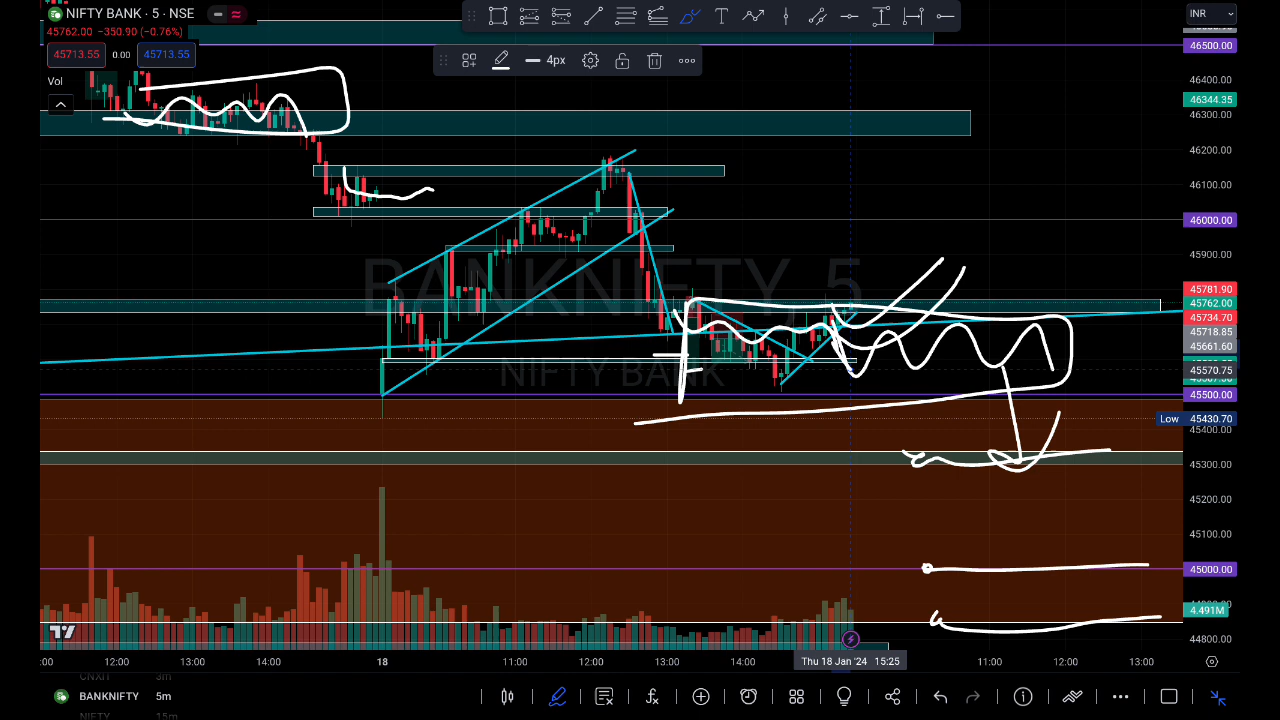 NIFTY BANK · 5 · NSE
45762.00 −350.90 (−0.76%)
45713.55 0.00 45713.55
Vol
4px
INR
46500.00
46400.00
46344.35
46300.00
46200.00
46100.00
46000.00
45900.00
45781.90
45762.00
45734.70
45718.85
45661.60
45570.75
45500.00
Low 45430.70
45400.00
45300.00
45200.00
45100.00
45000.00
4.491M
44800.00
BANKNIFTY, 5
NIFTY BANK
:00 12:00 13:00 14:00 18 11:00 12:00 13:00 14:00 Thu 18 Jan '24 15:25 11:00 12:00 13:00
CNXIT 3m
BANKNIFTY 5m
NIFTY 15m